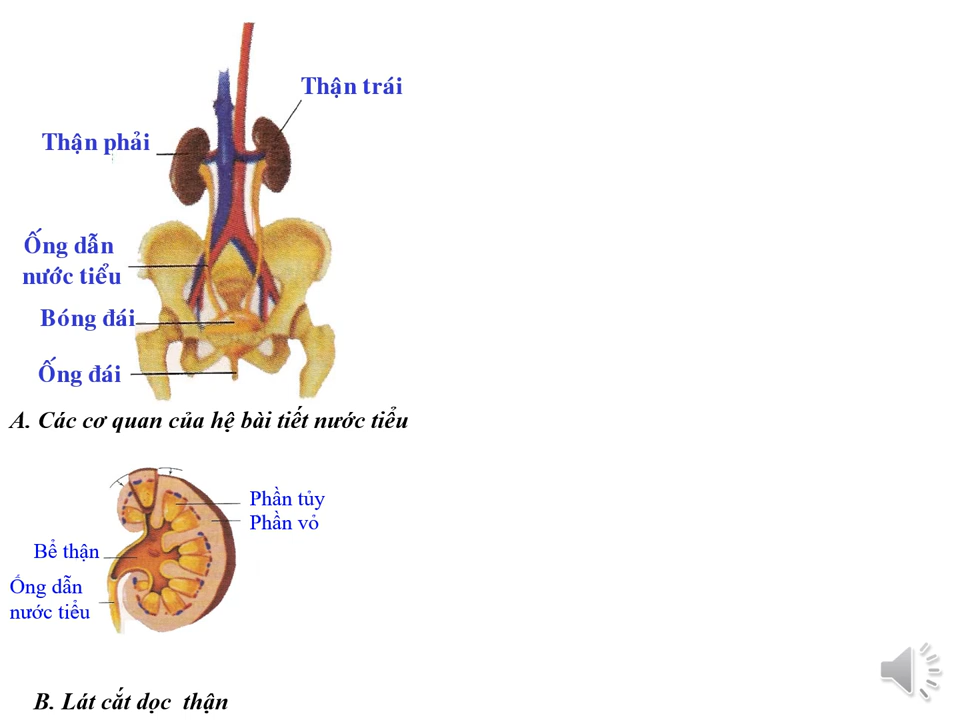 Thận trái
Thận phải
Ống dẫn
nước tiểu
Bóng đái
Ống đái
A. Các cơ quan của hệ bài tiết nước tiểu
Phần tủy
Phần vỏ
Bể thận
Ống dẫn
nước tiểu
B. Lát cắt dọc thận